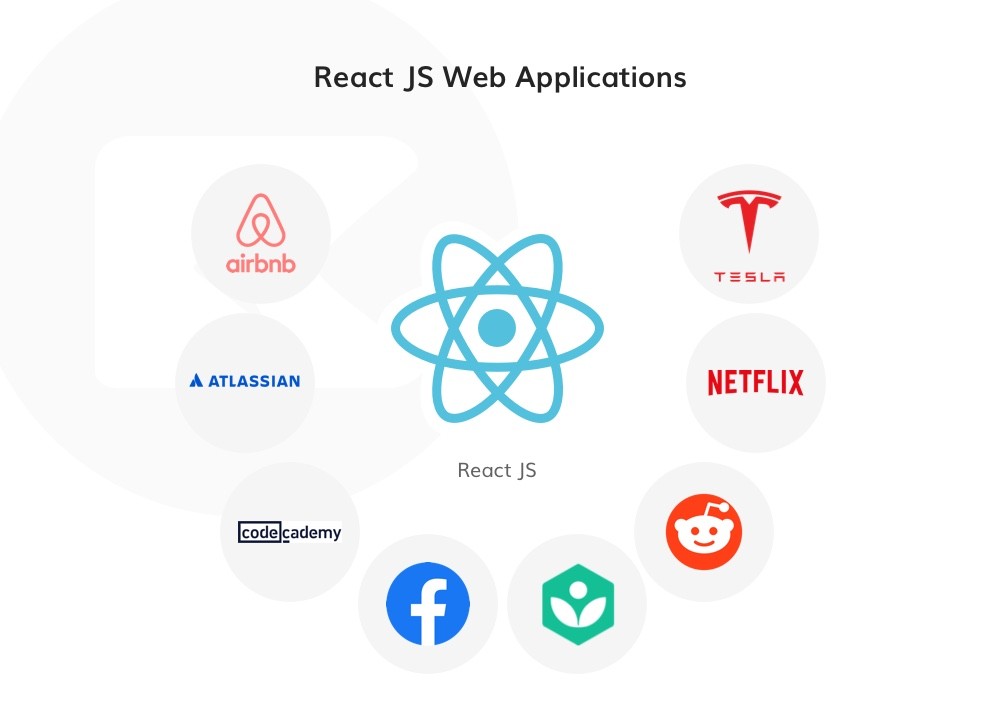 React JS Web Applications
airbnb
TESLA
ATLASSIAN
NETFLIX
React JS
codecademy